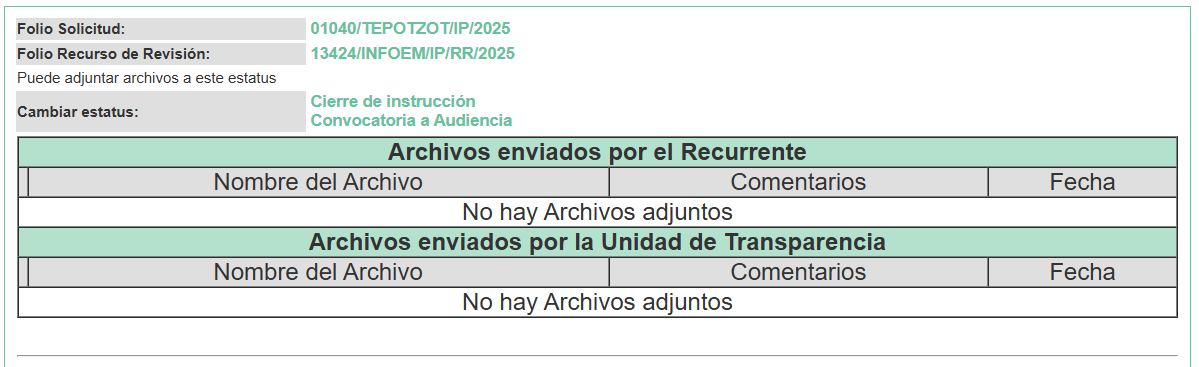 Folio Solicitud: 01040/TEPOTZOT/IP/2025
Folio Recurso de Revisión: 13424/INFOEM/IP/RR/2025
Puede adjuntar archivos a este estatus
Cambiar estatus: Cierre de instrucción
Convocatoria a Audiencia
Archivos enviados por el Recurrente
Nombre del Archivo Comentarios Fecha
No hay Archivos adjuntos
Archivos enviados por la Unidad de Transparencia
Nombre del Archivo Comentarios Fecha
No hay Archivos adjuntos